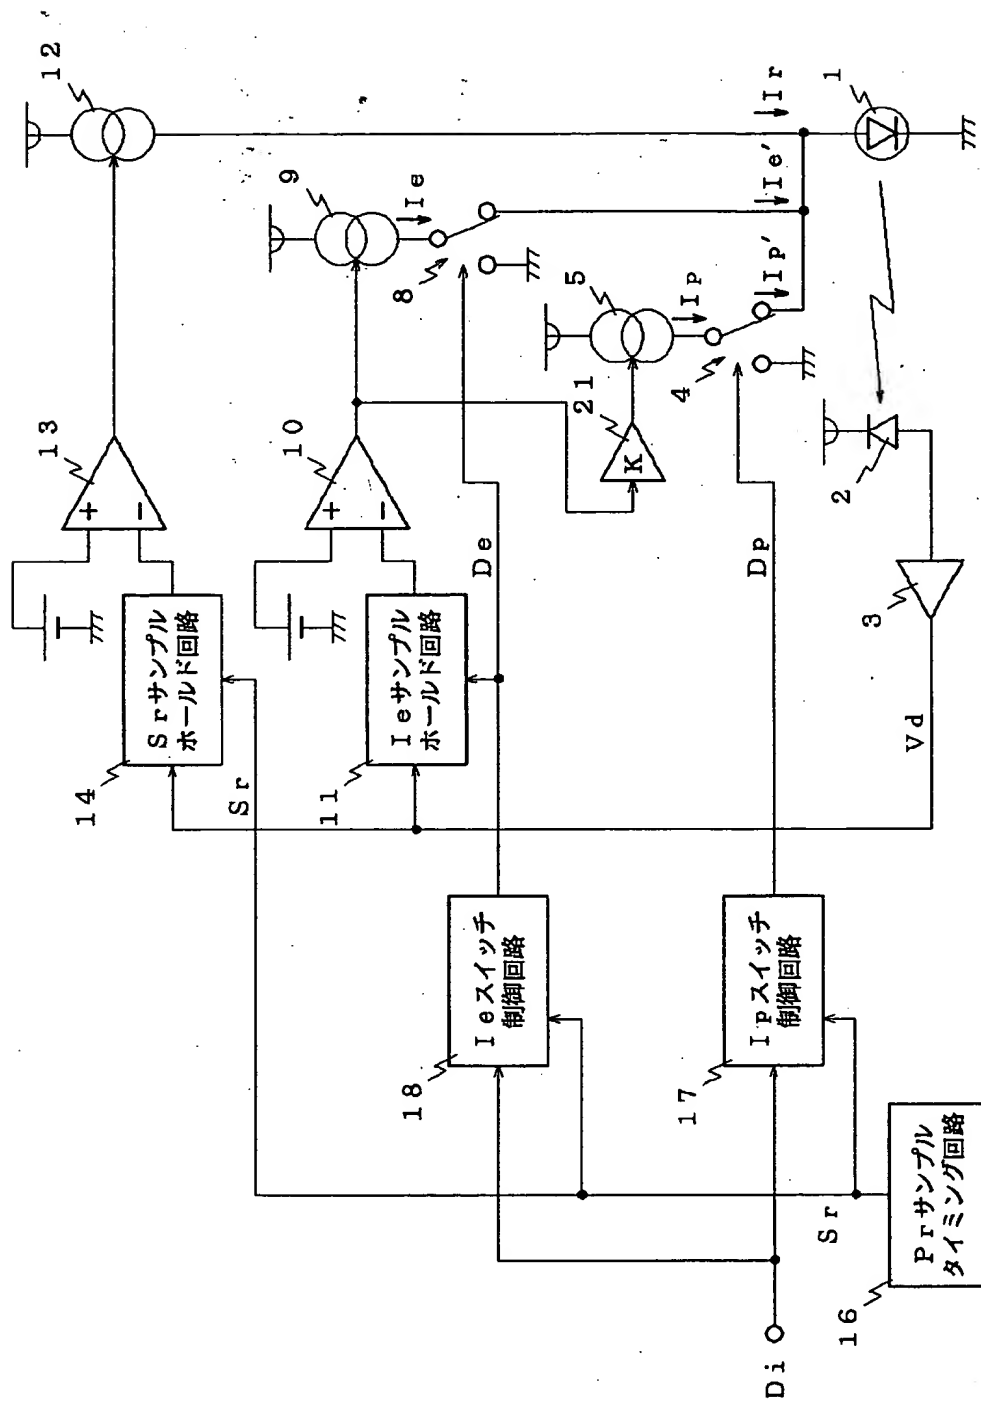 12
13
Srサンプル
ホールド回路
14
Sr
9
Ie
8
10
De
Ieサンプル
ホールド回路
11
Ieスイッチ
制御回路
18
5
Ip
4
21
K
Dp
Ipスイッチ
制御回路
17
Ir
Ie'
Ip'
1
2
3
Vd
Sr
Prサンプル
タイミング回路
16
Di
+
−
+
−